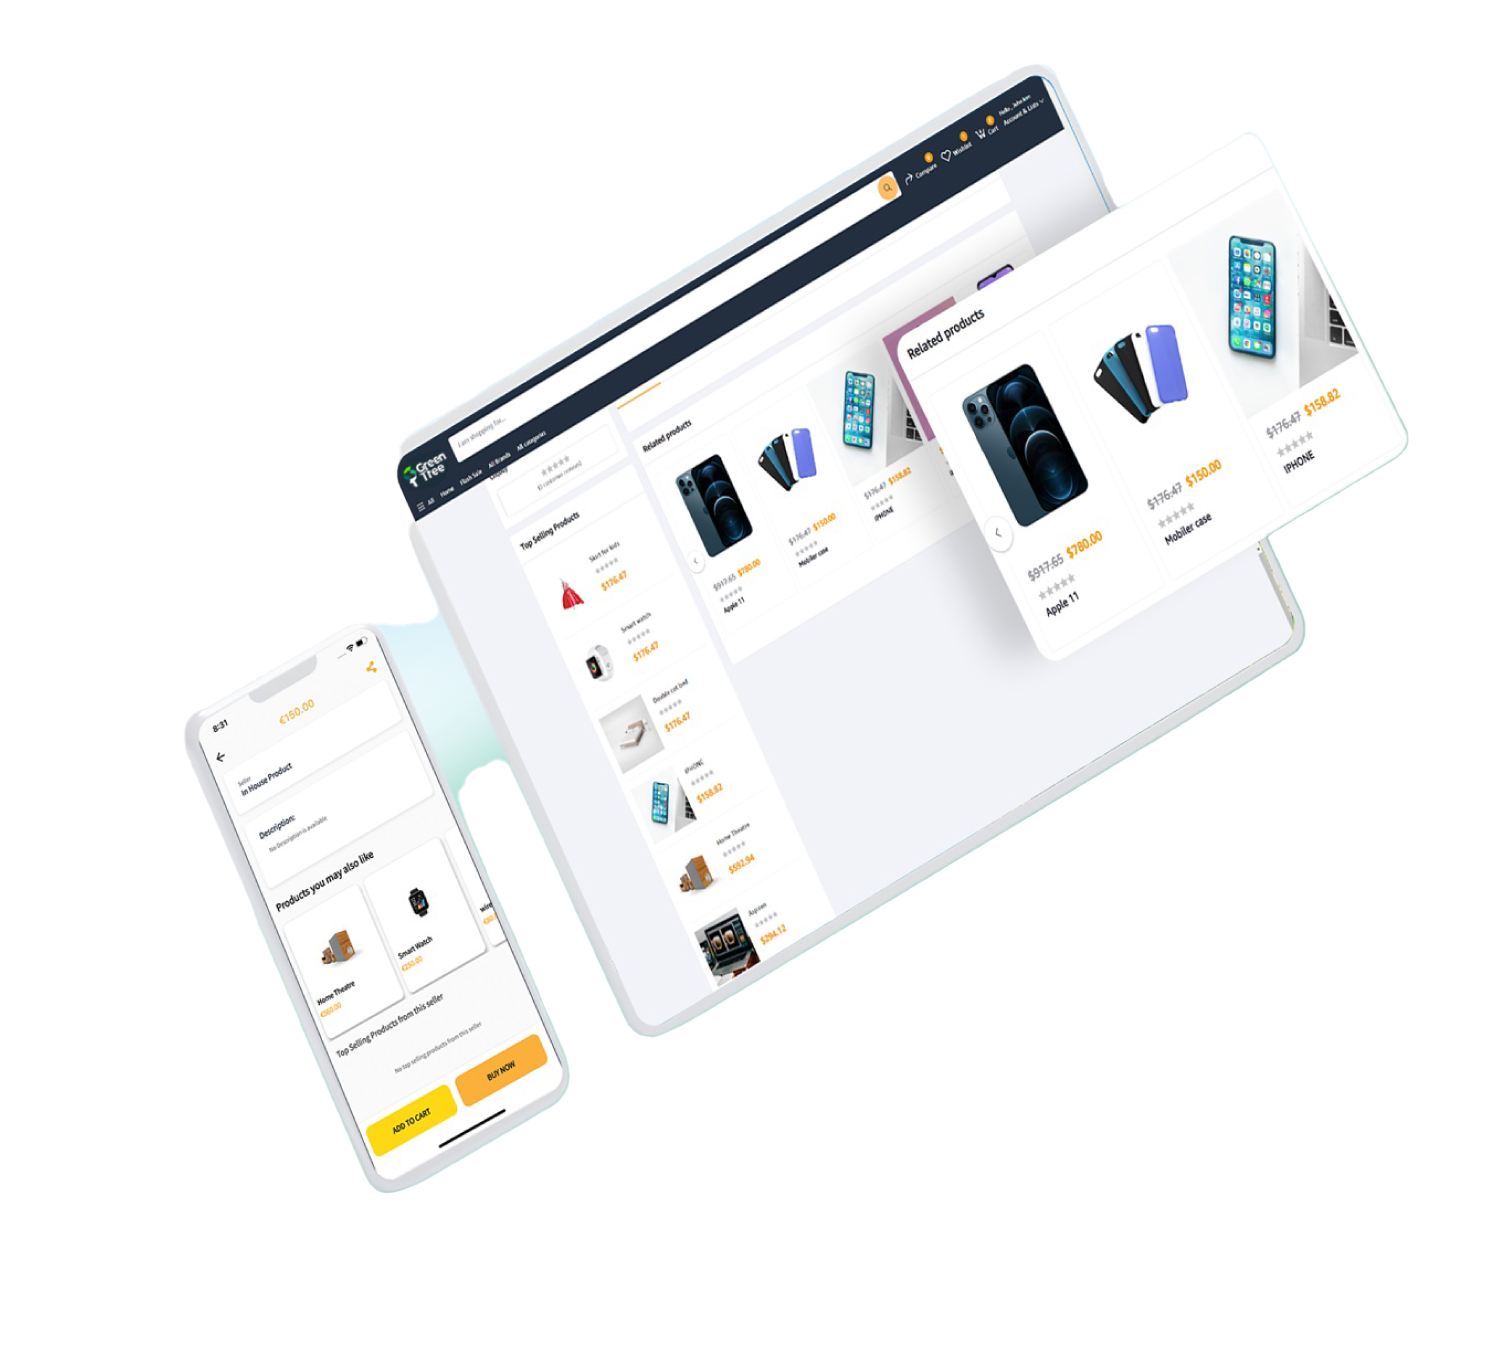 Hello, John ken
Account & Lists
0
Compare
0
Wishlist
0
Cart
I am shopping for...
Green
Tree
All
Home
Flash Sale
All Brands
All categories
(0 customer reviews)
Top Selling Products
Skirt for kids
$176.47
Smart watch
$176.47
Double cot bed
$176.47
IPHONE
$158.82
Home Theatre
$592.94
$294.12
Related products
$917.65 $780.00
Apple 11
$176.47 $150.00
Mobiler case
$176.47 $158.82
IPHONE
Related products
$917.65 $780.00
Apple 11
$176.47 $150.00
Mobiler case
$176.47 $158.82
IPHONE
8:31
€150.00
Seller
In House Product
Description:
No Description is available
Products you may also like
Home Theatre
€560.00
Smart Watch
€250.00
Top Selling Products from this seller
No top selling products from this seller
ADD TO CART
BUY NOW